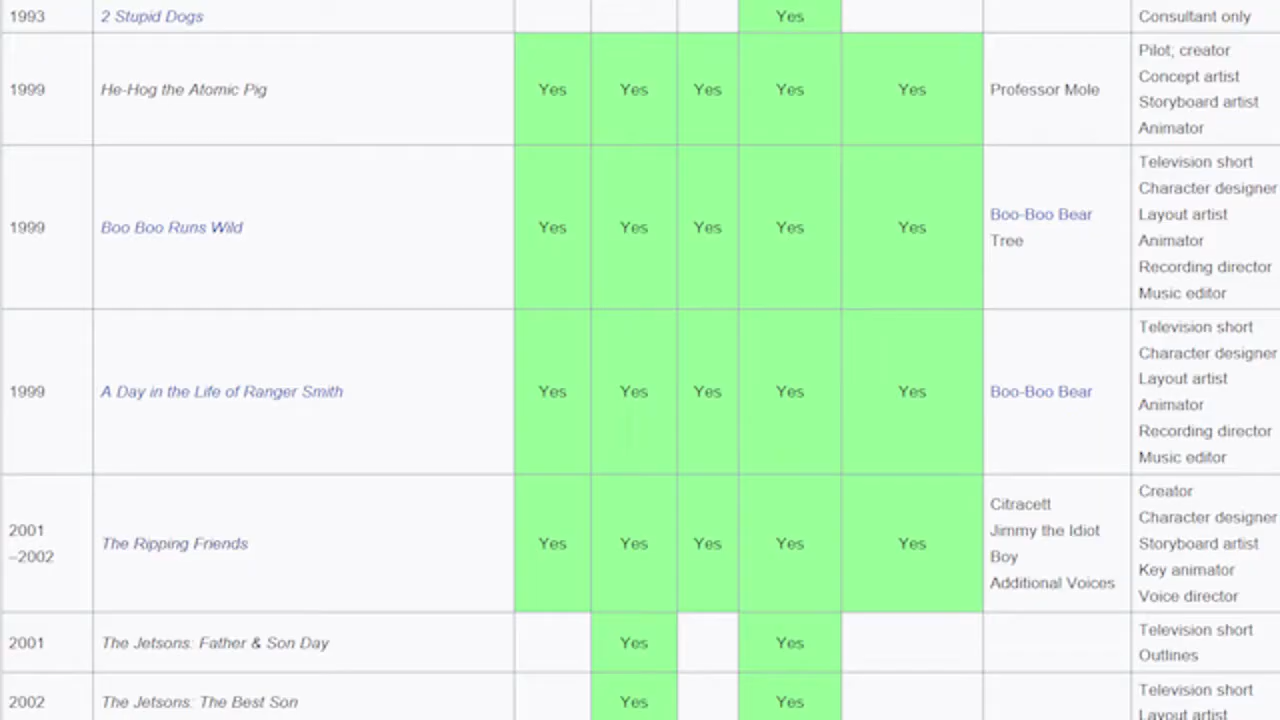 1993 2 Stupid Dogs Yes Consultant only
Pilot; creator
Concept artist
1999 He-Hog the Atomic Pig Yes Yes Yes Yes Yes Professor Mole
Storyboard artist
Animator
Television short
Character designer
Boo-Boo Bear Layout artist
1999 Boo Boo Runs Wild Yes Yes Yes Yes Yes
Tree Animator
Recording director
Music editor
Television short
Character designer
Layout artist
1999 A Day in the Life of Ranger Smith Yes Yes Yes Yes Yes Boo-Boo Bear
Animator
Recording director
Music editor
Creator
Citracett
Character designer
2001 Jimmy the Idiot
–2002 The Ripping Friends Yes Yes Yes Yes Yes Storyboard artist
Boy
Key animator
Additional Voices
Voice director
Television short
2001 The Jetsons: Father & Son Day Yes Yes
Outlines
Television short
2002 The Jetsons: The Best Son Yes Yes
Layout artist